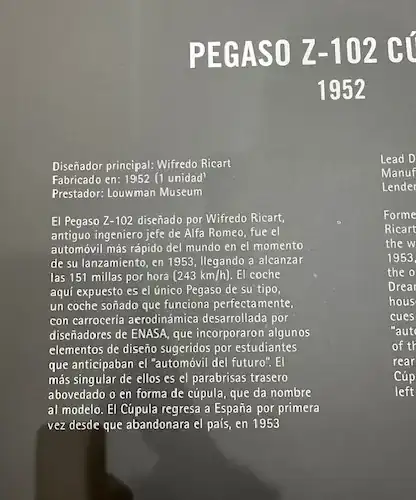 PEGASO Z-102 CÚ
1952
Diseñador principal: Wifredo Ricart
Fabricado en: 1952 (1 unidad)
Prestador: Louwman Museum
El Pegaso Z-102 diseñado por Wifredo Ricart,
antiguo ingeniero jefe de Alfa Romeo, fue el
automóvil más rápido del mundo en el momento
de su lanzamiento, en 1953, llegando a alcanzar
las 151 millas por hora (243 km/h). El coche
aquí expuesto es el único Pegaso de su tipo,
un coche soñado que funciona perfectamente,
con carrocería aerodinámica desarrollada por
diseñadores de ENASA, que incorporaron algunos
elementos de diseño sugeridos por estudiantes
que anticipaban el "automóvil del futuro". El
más singular de ellos es el parabrisas trasero
abovedado o en forma de cúpula, que da nombre
al modelo. El Cúpula regresa a España por primera
vez desde que abandonara el país, en 1953
Lead D
Manuf
Lender
Forme
Ricart
the w
1953,
the o
Drear
hous
cues
"auto
of th
rear
Cúp
left